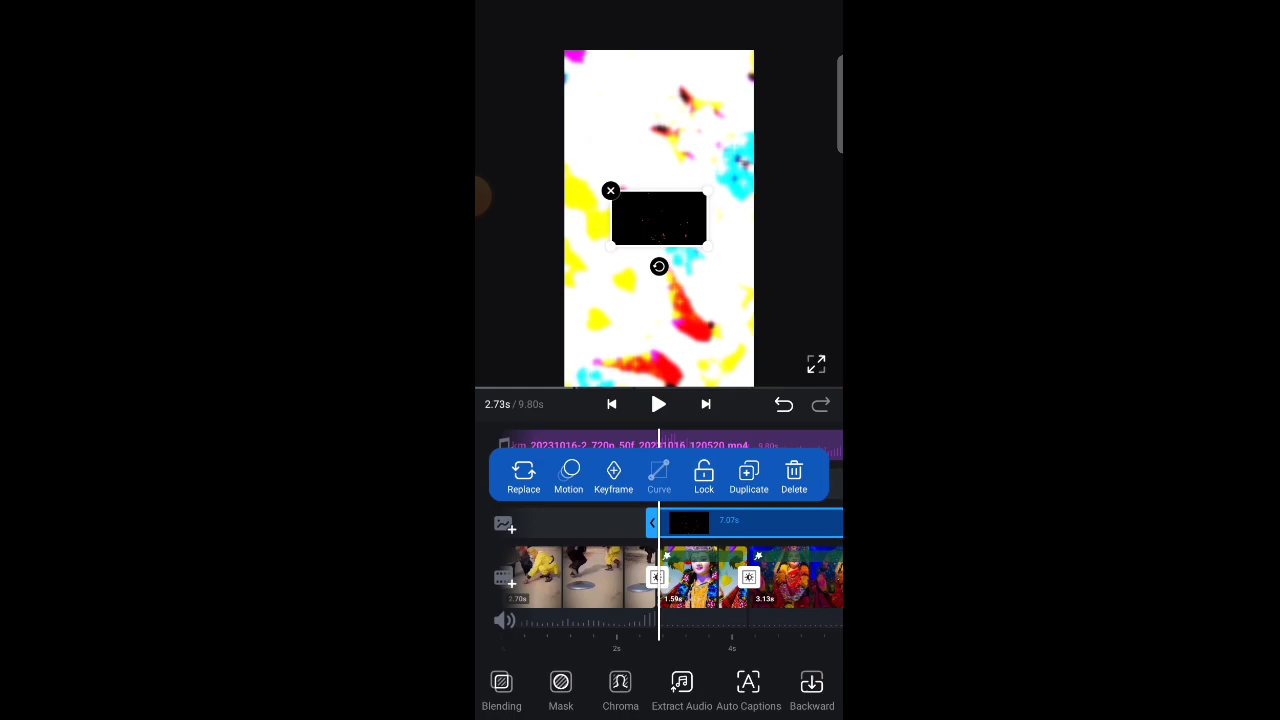 2.73s / 9.80s
km_20231016-2_720p_50f_20231016_120520.mp4 9.80s
Replace Motion Keyframe Curve Lock Duplicate Delete
7.07s
2.70s 1.59s 3.13s
2s 4s
Blending Mask Chroma Extract Audio Auto Captions Backward